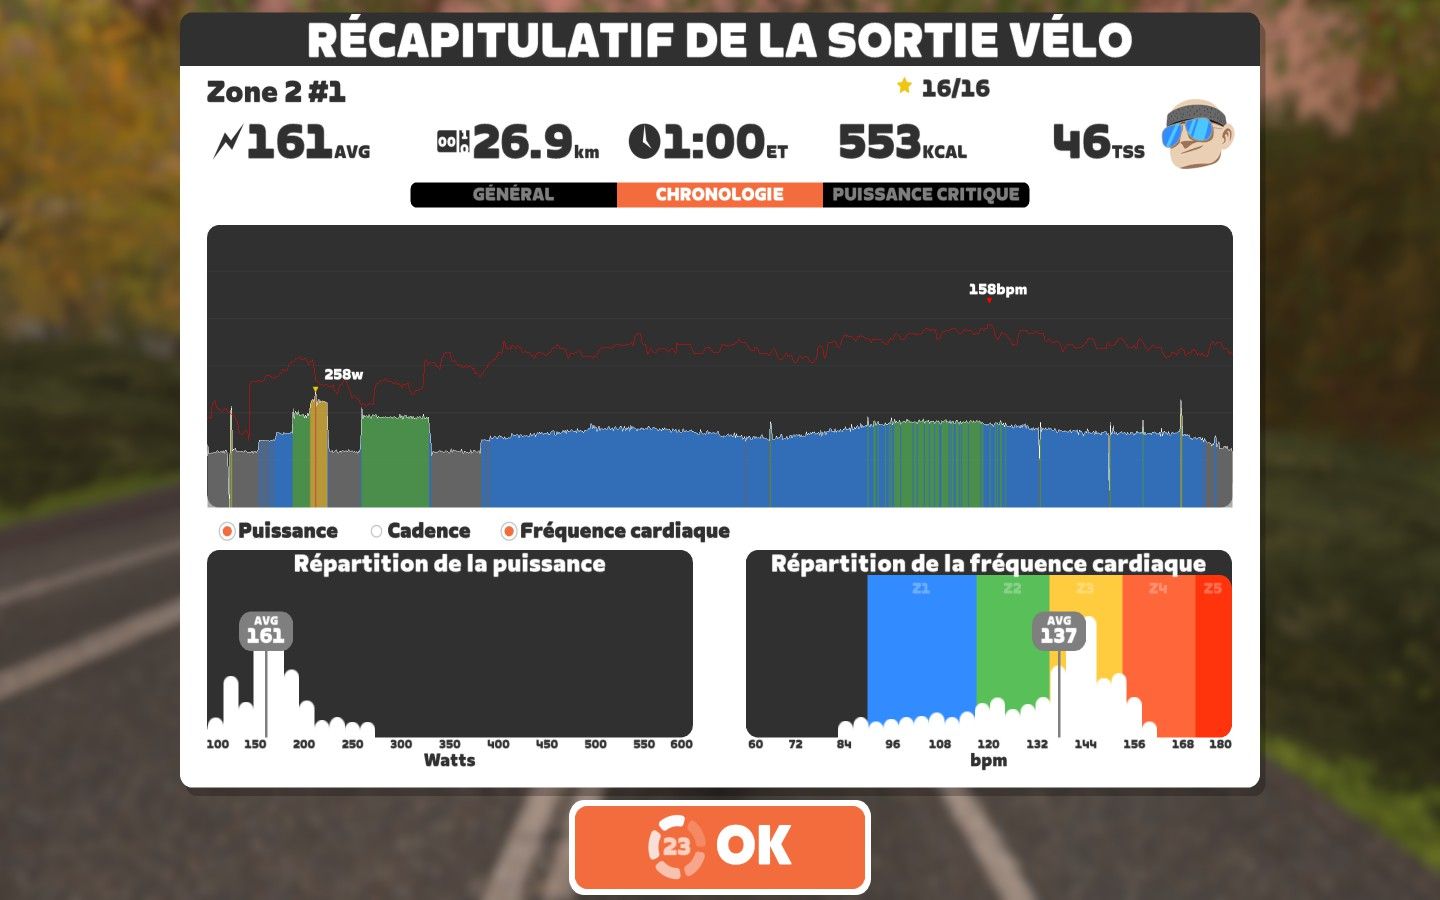 RÉCAPITULATIF DE LA SORTIE VÉLO
Zone 2 #1
16/16
161AVG
26.9km
1:00ET
553KCAL
46TSS
GÉNÉRAL
CHRONOLOGIE
PUISSANCE CRITIQUE
158bpm
258w
Puissance
Cadence
Fréquence cardiaque
Répartition de la puissance
AVG
161
100 150 200 250 300 350 400 450 500 550 600
Watts
Répartition de la fréquence cardiaque
Z1 Z2 Z3 Z4 Z5
AVG
137
60 72 84 96 108 120 132 144 156 168 180
bpm
23 OK